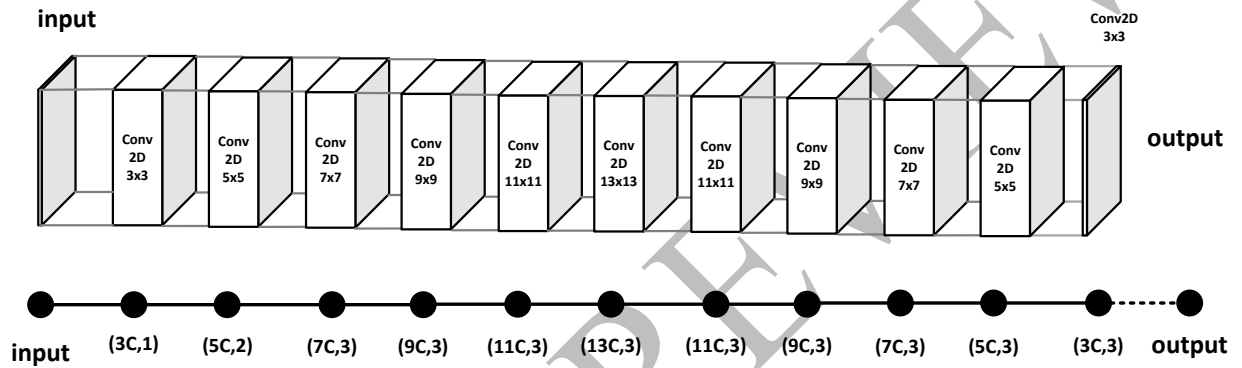 input
Conv2D
3x3
Conv
2D
3x3
Conv
2D
5x5
Conv
2D
7x7
Conv
2D
9x9
Conv
2D
11x11
Conv
2D
13x13
Conv
2D
11x11
Conv
2D
9x9
Conv
2D
7x7
Conv
2D
5x5
output
input (3C,1) (5C,2) (7C,3) (9C,3) (11C,3) (13C,3) (11C,3) (9C,3) (7C,3) (5C,3) (3C,3) output